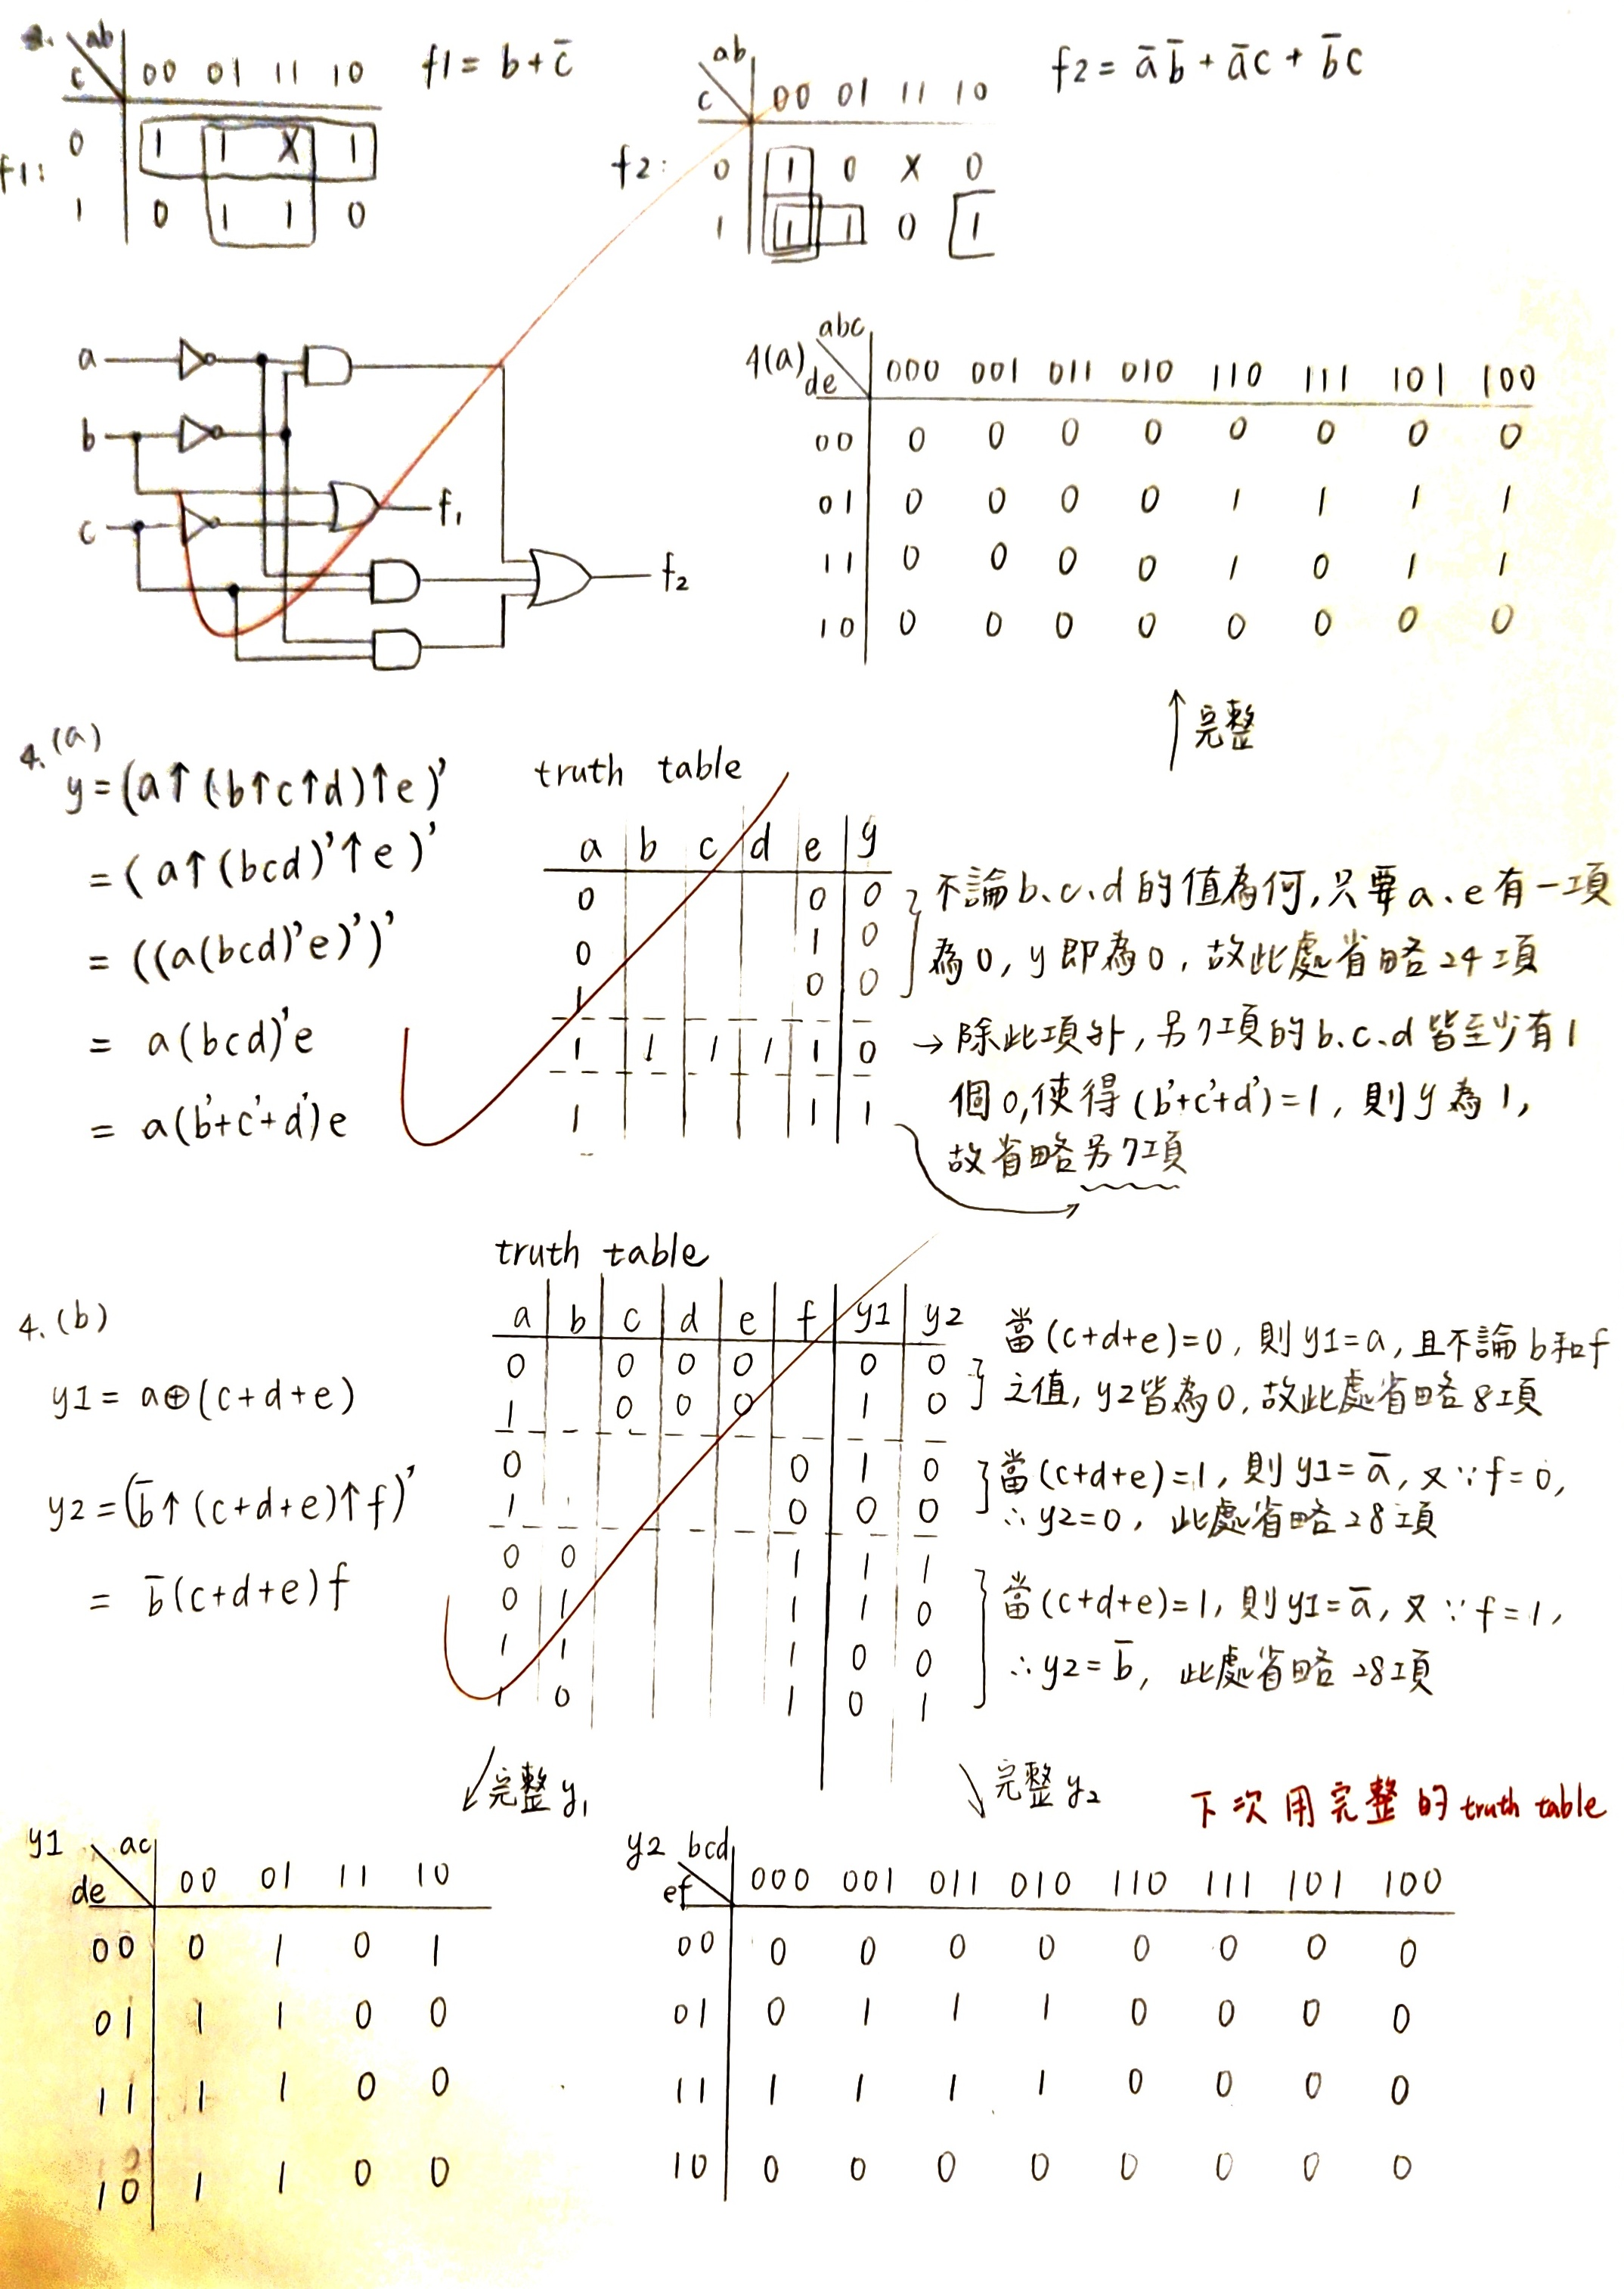 2.
ab
c 00 01 11 10
f1:
0 1 1 X 1
1 0 1 1 0
f1 = b + c̄
ab
c 00 01 11 10
f2:
0 1 0 X 0
1 1 1 0 1
f2 = āb̄ + āc + b̄c
a
b
c
f₁
f₂
4(a)
abc
de 000 001 011 010 110 111 101 100
00 0 0 0 0 0 0 0 0
01 0 0 0 0 1 1 1 1
11 0 0 0 0 1 0 1 1
10 0 0 0 0 0 0 0 0
↑ 完整
4.(a)
y = (a↑(b↑c↑d)↑e)'
= (a↑(bcd)'↑e)'
= ((a(bcd)'e)')'
= a(bcd)'e
= a(b'+c'+d')e
truth table
a b c d e y
0 0 0
0 1 0
1 0 0
1 1 1 1 1 0
1 1 1
不論b、c、d的值為何,只要a、e有一項
為0, y即為0, 故此處省略24項
→ 除此項外, 另7項的b、c、d皆至少有1
個0,使得(b'+c'+d')=1, 則y為1,
故省略另7項
4.(b)
y1 = a⊕(c+d+e)
y2 = (b̄↑(c+d+e)↑f)'
= b̄(c+d+e)f
truth table
a b c d e f y1 y2
0 0 0 0 0 0
1 0 0 0 1 0
0 0 1 0
1 0 0 0
0 0 1 1 1
0 1 1 1 0
1 1 1 0 0
1 0 1 0 1
當(c+d+e)=0, 則y1=a, 且不論b和f
之值, y2皆為0, 故此處省略8項
當(c+d+e)=1, 則y1=ā, 又∵f=0,
∴y2=0, 此處省略28項
當(c+d+e)=1, 則y1=ā, 又∵f=1,
∴y2=b̄, 此處省略28項
↙完整y₁
↘完整y₂
下次用完整的truth table
y1
ac
de 00 01 11 10
00 0 1 0 1
01 1 1 0 0
11 1 1 0 0
10 1 1 0 0
y2
bcd
ef 000 001 011 010 110 111 101 100
00 0 0 0 0 0 0 0 0
01 0 1 1 1 0 0 0 0
11 1 1 1 1 0 0 0 0
10 0 0 0 0 0 0 0 0